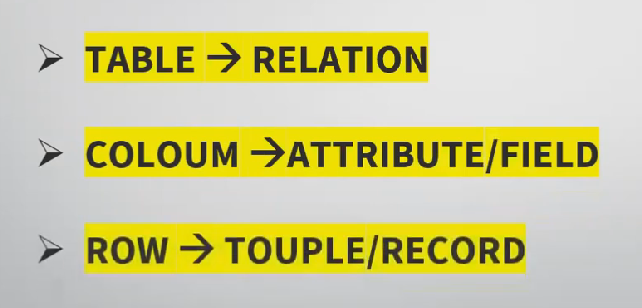 ➢ TABLE → RELATION
➢ COLOUM →ATTRIBUTE/FIELD
➢ ROW → TOUPLE/RECORD